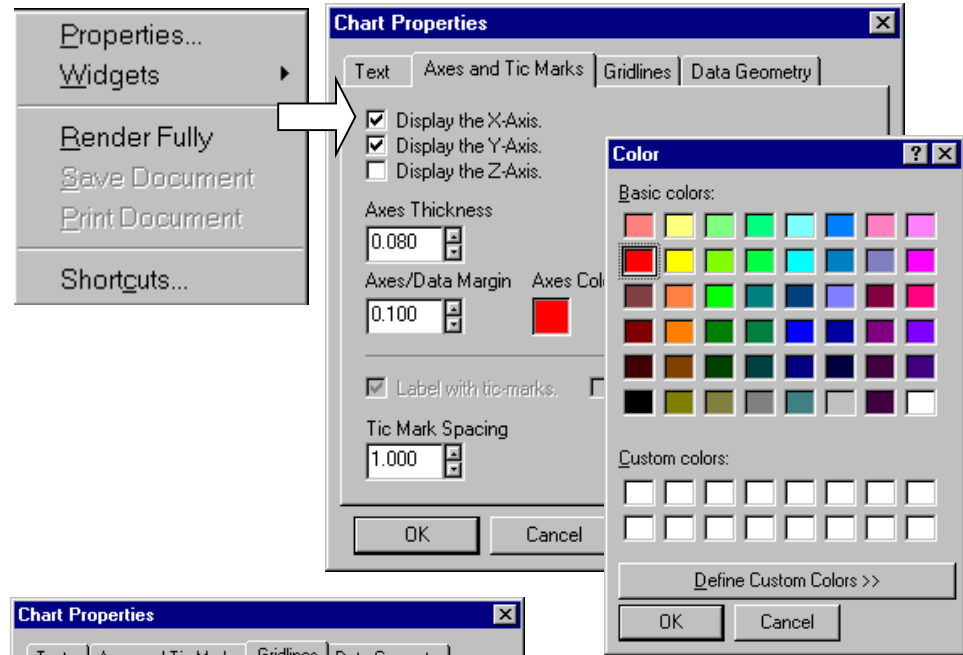 Properties...
Widgets
Render Fully
Save Document
Print Document
Shortcuts...
Chart Properties
Text Axes and Tic Marks Gridlines Data Geometry
Display the X-Axis.
Display the Y-Axis.
Display the Z-Axis.
Axes Thickness
0.080
Axes/Data Margin Axes Col
0.100
Label with tic-marks.
Tic Mark Spacing
1.000
OK Cancel
Color
Basic colors:
Custom colors:
Define Custom Colors >>
OK Cancel
Chart Properties
Gridlines